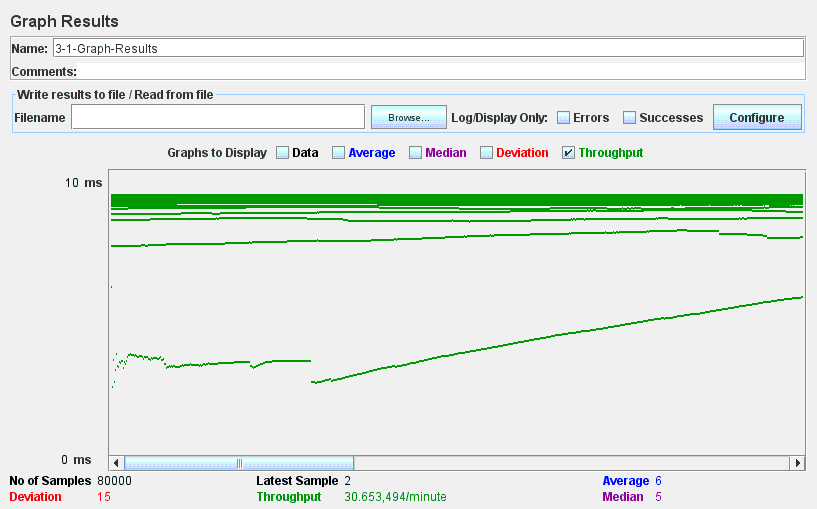 Graph Results
Name: 3-1-Graph-Results
Comments:
Write results to file / Read from file
Filename Browse... Log/Display Only: Errors Successes Configure
Graphs to Display Data Average Median Deviation Throughput
10 ms
0 ms
No of Samples 80000 Latest Sample 2 Average 6
Deviation 15 Throughput 30.653,494/minute Median 5